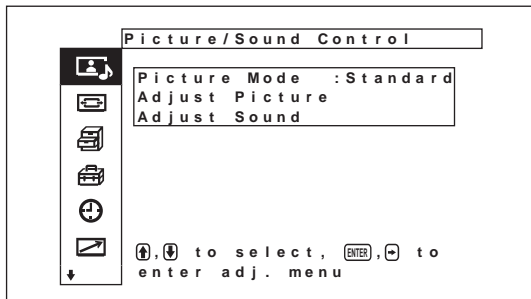 Picture/Sound Control
Picture Mode :Standard
Adjust Picture
Adjust Sound
, to select, ENTER, to
enter adj. menu